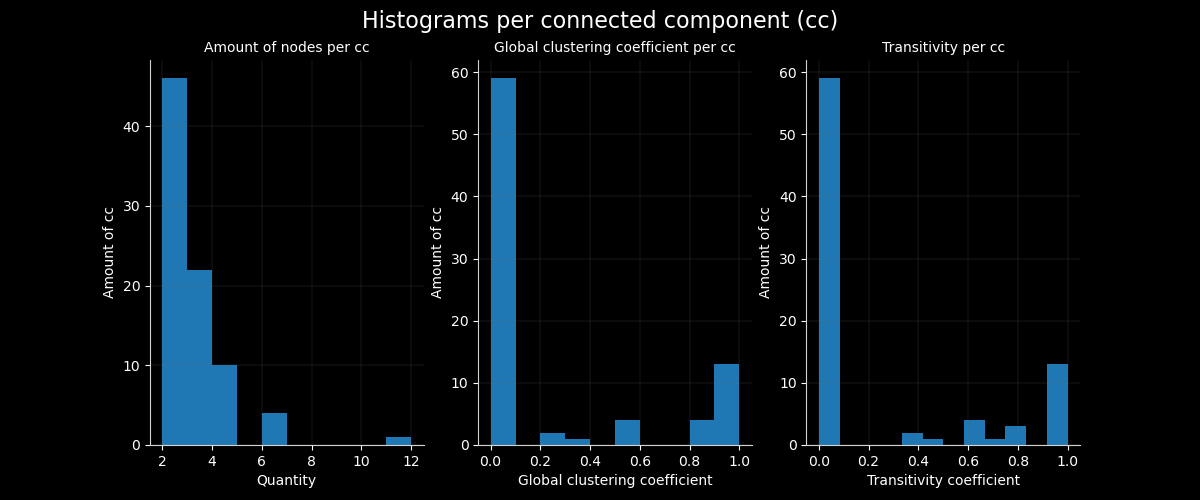 Histograms per connected component (cc)
Amount of nodes per cc
Amount of cc
0
10
20
30
40
2 4 6 8 10 12
Quantity
Global clustering coefficient per cc
Amount of cc
0
10
20
30
40
50
60
0.0 0.2 0.4 0.6 0.8 1.0
Global clustering coefficient
Transitivity per cc
Amount of cc
0
10
20
30
40
50
60
0.0 0.2 0.4 0.6 0.8 1.0
Transitivity coefficient